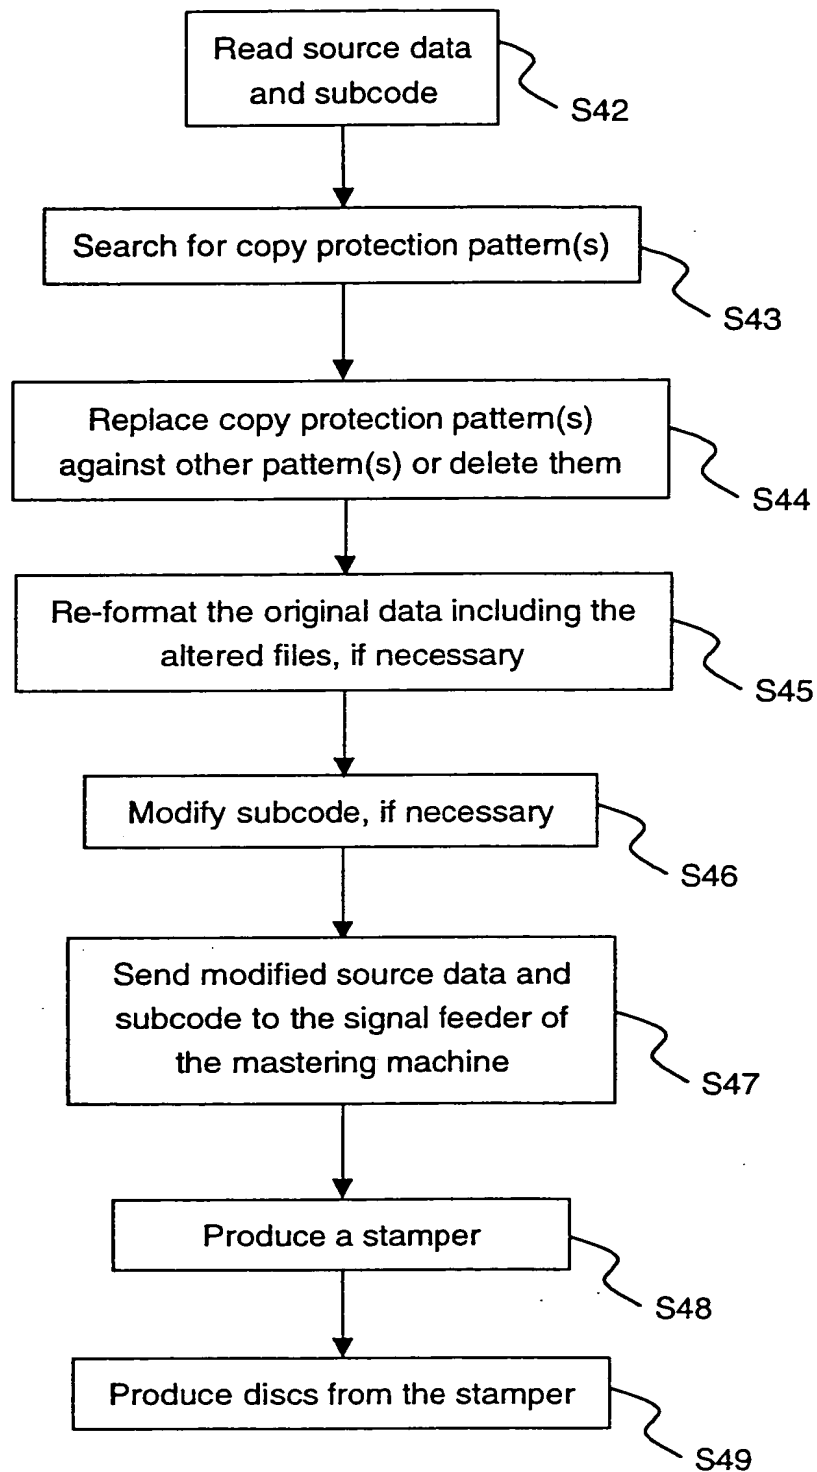 Read source data
and subcode
S42
Search for copy protection pattern(s)
S43
Replace copy protection pattern(s)
against other pattern(s) or delete them
S44
Re-format the original data including the
altered files, if necessary
S45
Modify subcode, if necessary
S46
Send modified source data and
subcode to the signal feeder of
the mastering machine
S47
Produce a stamper
S48
Produce discs from the stamper
S49